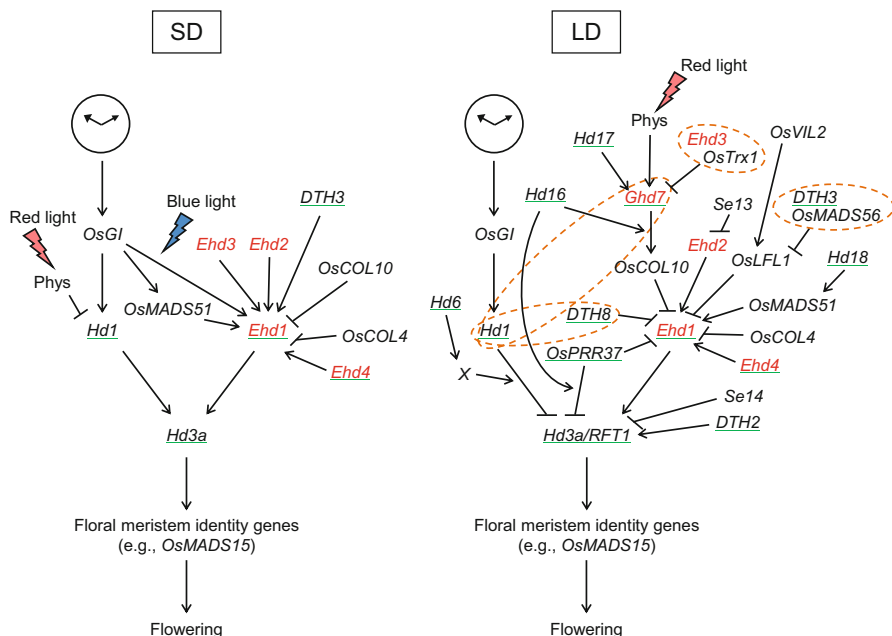 SD
Red light
Blue light
DTH3
OsGI
Ehd3
Ehd2
Phys
OsCOL10
OsMADS51
Hd1
Ehd1
OsCOL4
Ehd4
Hd3a
Floral meristem identity genes
(e.g., OsMADS15)
Flowering
LD
Red light
Phys
Hd17
Ehd3
OsTrx1
OsVIL2
Hd16
Ghd7
Se13
DTH3
OsMADS56
OsGI
Ehd2
OsCOL10
OsLFL1
Hd18
Hd6
Hd1
DTH8
Ehd1
OsMADS51
OsCOL4
OsPRR37
Ehd4
X
Se14
Hd3a/RFT1
DTH2
Floral meristem identity genes
(e.g., OsMADS15)
Flowering